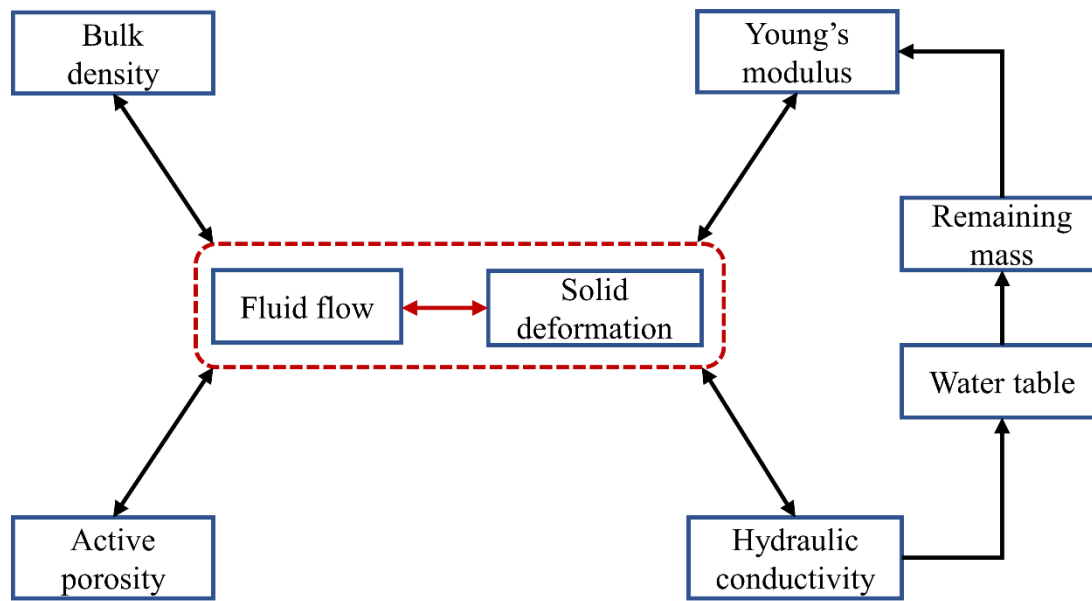 Bulk
density
Young's
modulus
Remaining
mass
Fluid flow
Solid
deformation
Water table
Active
porosity
Hydraulic
conductivity